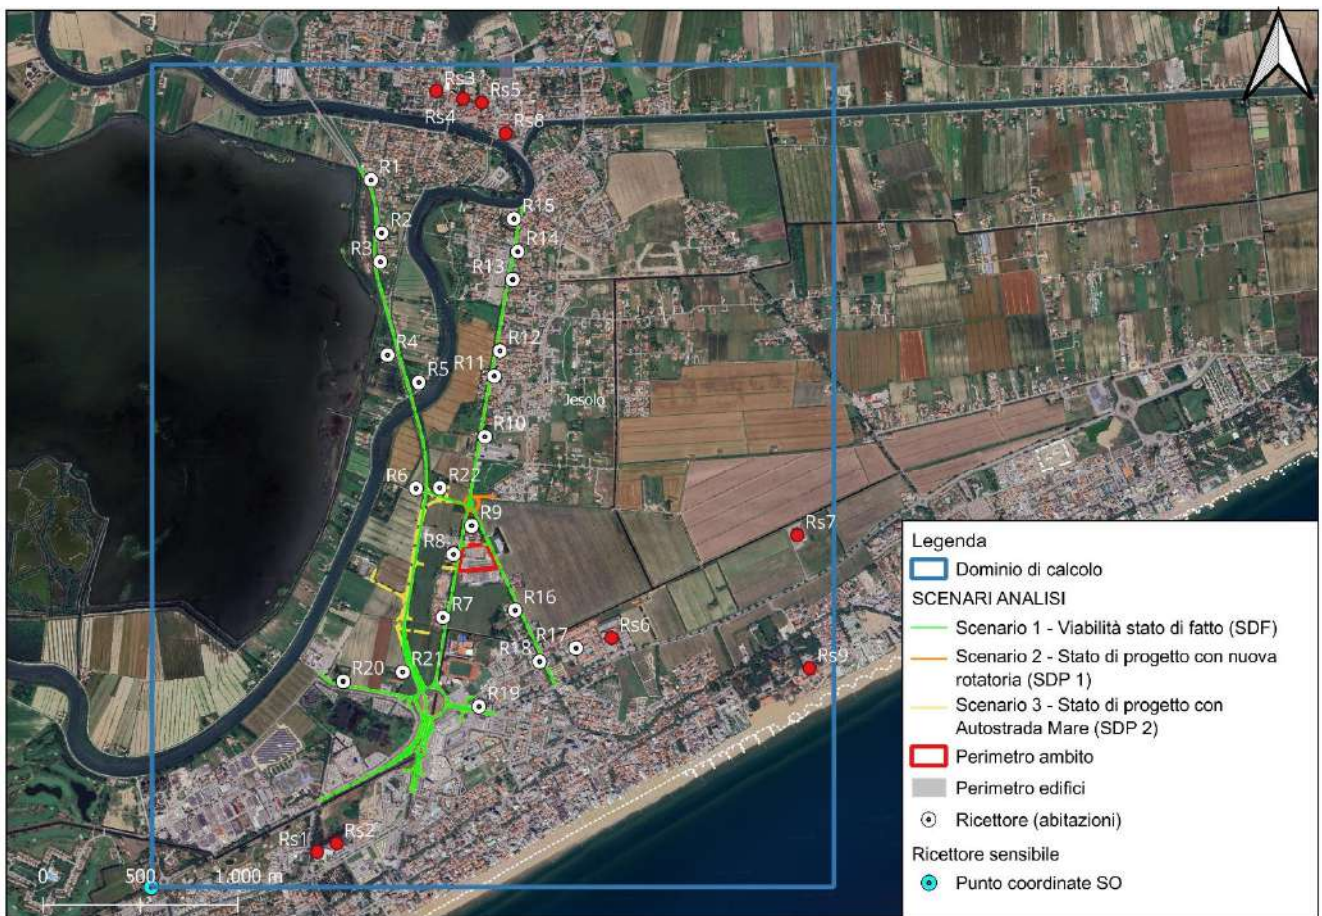 Rs3
Rs5
Rs4
Rs8
R1
R15
R2
R14
R3
R13
R4
R12
R5
R11
Jesolo
R10
R6
R22
R9
Rs7
R8
R16
R7
R17
Rs6
R18
Rs9
R20
R21
R19
Rs1
Rs2
0 500 1.000 m
Legenda
Dominio di calcolo
SCENARI ANALISI
Scenario 1 - Viabilità stato di fatto (SDF)
Scenario 2 - Stato di progetto con nuova
rotatoria (SDP 1)
Scenario 3 - Stato di progetto con
Autostrada Mare (SDP 2)
Perimetro ambito
Perimetro edifici
Ricettore (abitazioni)
Ricettore sensibile
Punto coordinate SO